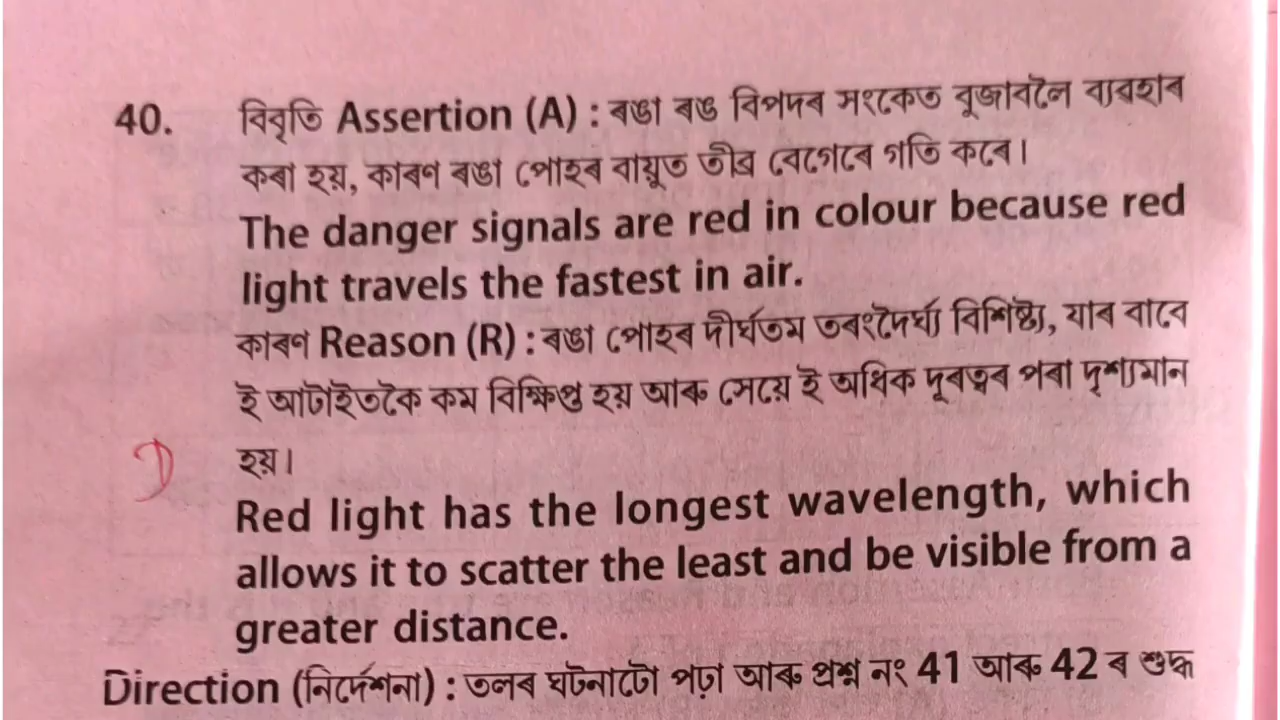 40. বিবৃতি Assertion (A) : ৰঙা ৰঙ বিপদৰ সংকেত বুজাবলৈ ব্যৱহাৰ
কৰা হয়, কাৰণ ৰঙা পোহৰ বায়ুত তীব্ৰ বেগেৰে গতি কৰে।
The danger signals are red in colour because red
light travels the fastest in air.
কাৰণ Reason (R) : ৰঙা পোহৰ দীৰ্ঘতম তৰংদৈৰ্ঘ্য বিশিষ্ট্য, যাৰ বাবে
ই আটাইতকৈ কম বিক্ষিপ্ত হয় আৰু সেয়ে ই অধিক দূৰত্বৰ পৰা দৃশ্যমান
হয়।
Red light has the longest wavelength, which
allows it to scatter the least and be visible from a
greater distance.
Direction (নিৰ্দেশনা) : তলৰ ঘটনাটো পঢ়া আৰু প্ৰশ্ন নং 41 আৰু 42 ৰ শুদ্ধ